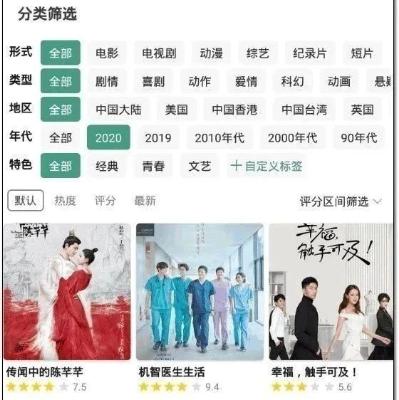 分类筛选
形式 全部 电影 电视剧 动漫 综艺 纪录片 短片
类型 全部 剧情 喜剧 动作 爱情 科幻 动画 悬疑
地区 全部 中国大陆 美国 中国香港 中国台湾 英国
年代 全部 2020 2019 2010年代 2000年代 90年代
特色 全部 经典 青春 文艺 十自定义标签
默认 热度 评分 最新 评分区间筛选
陈芊芊
幸福,
触手可及!
传闻中的陈芊芊 机智医生生活 幸福，触手可及！
7.5 9.4 5.6